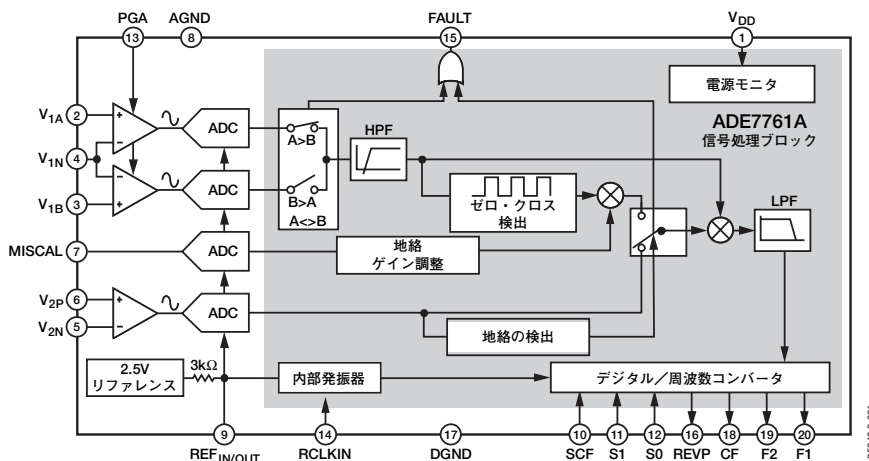 PGA AGND FAULT VDD
13 8 15 1
電源モニタ
ADE7761A
信号処理ブロック
V1A 2 + − ADC A>B HPF
V1N 4
− + ADC B>A
V1B 3 A<>B
ゼロ・クロス
検出
LPF
MISCAL 7 ADC 地絡
ゲイン調整
V2P 6 + ADC
V2N 5 −
地絡の検出
2.5V
リファレンス
3kΩ
内部発振器
デジタル／周波数コンバータ
9 14 17 10 11 12 16 18 19 20
REFIN/OUT RCLKIN DGND SCF S1 S0 REVP CF F2 F1